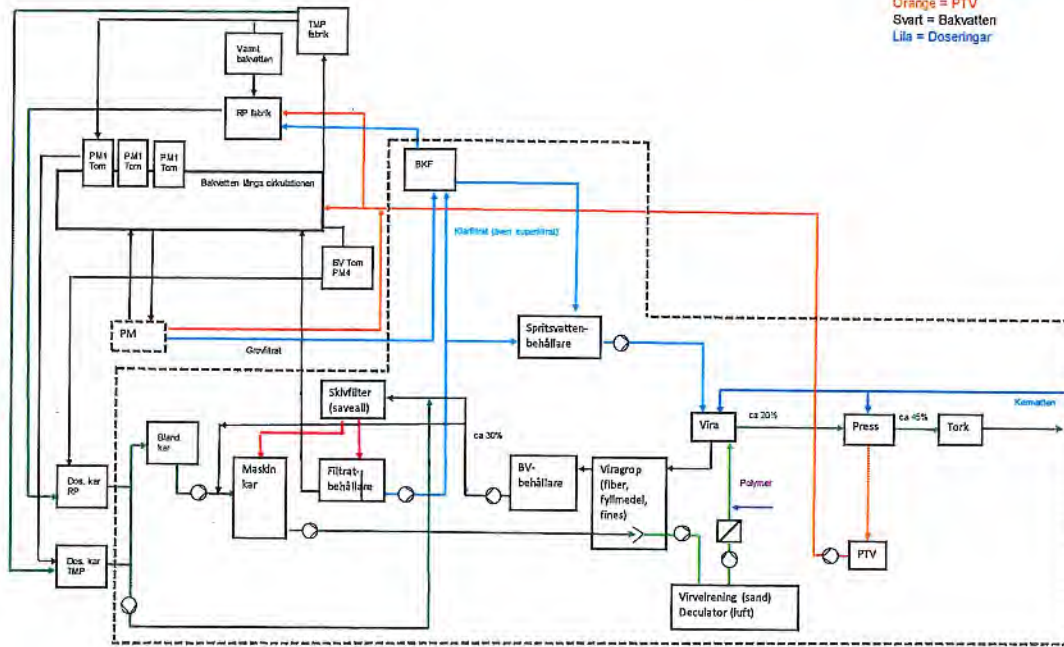 Orange = PTV
Svart = Bakvatten
Lila = Doseringar
TMP
fabrik
Varmt
bakvatten
RP fabrik
PM1
Torn
PM1
Torn
PM1
Torn
Bakvatten långa cirkulationen
BKF
Klarfiltrat (även superfiltrat)
BV Torn
PM4
PM
Grovfiltrat
Spritsvatten-
behållare
Skivfilter
(saveall)
Kemvatten
Vira
ca 20%
Press
ca 45%
Tork
Bland.
kar
ca 30%
Maskin
kar
Filtrat-
behållare
BV-
behållare
Viragrop
(fiber,
fyllmedel,
fines)
Polymer
Dos. kar
RP
PTV
Dos. kar
TMP
Virvelrening (sand)
Deculator (luft)